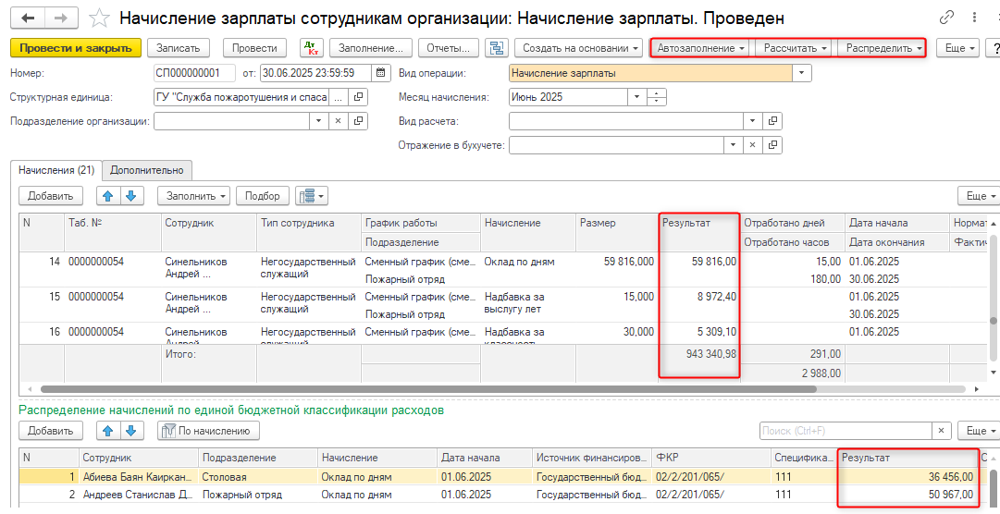 Начисление зарплаты сотрудникам организации: Начисление зарплаты. Проведен
Провести и закрыть Записать Провести Дт Кт Заполнение... Отчеты... Создать на основании Автозаполнение Рассчитать Распределить Еще ?
Номер: СП000000001 от: 30.06.2025 23:59:59 Вид операции: Начисление зарплаты
Структурная единица: ГУ "Служба пожаротушения и спаса ... Месяц начисления: Июнь 2025
Подразделение организации: Вид расчета:
Отражение в бухучете:
Начисления (21) Дополнительно
Добавить Заполнить Подбор Еще
N Таб. № Сотрудник Тип сотрудника График работы Начисление Размер Результат Отработано дней Дата начала Нормат
Подразделение Отработано часов Дата окончания Фактич
14 0000000054 Синельников Негосударственный Сменный график (сме... Оклад по дням 59 816,000 59 816,00 15,00 01.06.2025
Андрей ... служащий Пожарный отряд 180,00 30.06.2025
15 0000000054 Синельников Негосударственный Сменный график (сме... Надбавка за 15,000 8 972,40 01.06.2025
Андрей ... служащий Пожарный отряд выслугу лет 30.06.2025
16 0000000054 Синельников Негосударственный Сменный график (сме... Надбавка за 30,000 5 309,10 01.06.2025
Итого: 943 340,98 291,00
2 988,00
Распределение начислений по единой бюджетной классификации расходов
Добавить По начислению Поиск (Ctrl+F) × Еще
N Сотрудник Подразделение Начисление Дата начала Источник финансиров... ФКР Специфика... Результат
1 Абиева Баян Каиркан... Столовая Оклад по дням 01.06.2025 Государственный бюд... 02/2/201/065/ 111 36 456,00
2 Андреев Станислав Д... Пожарный отряд Оклад по дням 01.06.2025 Государственный бюд... 02/2/201/065/ 111 50 967,00